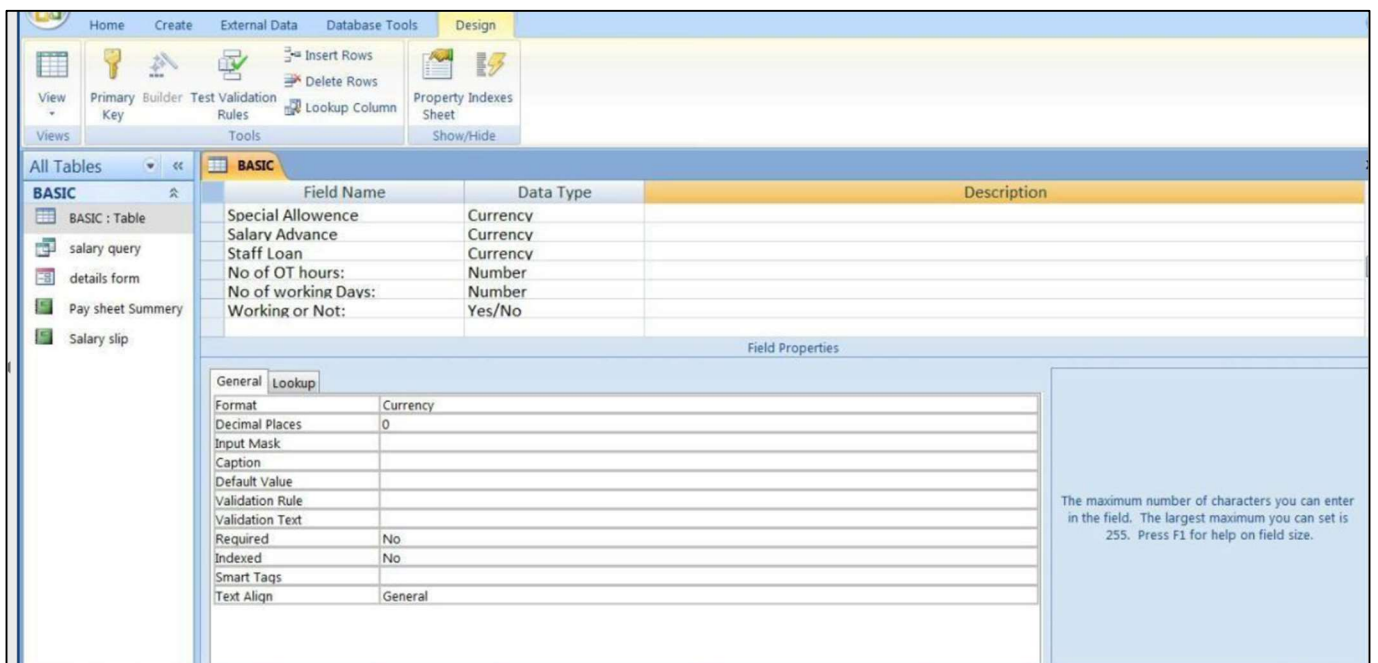 Home Create External Data Database Tools Design
Insert Rows
Delete Rows
Lookup Column
View Primary Key Builder Test Validation Rules Property Sheet Indexes
Views Tools Show/Hide
All Tables
BASIC
BASIC
BASIC : Table
salary query
details form
Pay sheet Summery
Salary slip
Field Name Data Type Description
Special Allowence Currency
Salary Advance Currency
Staff Loan Currency
No of OT hours: Number
No of working Days: Number
Working or Not: Yes/No
Field Properties
General Lookup
Format Currency
Decimal Places 0
Input Mask
Caption
Default Value
Validation Rule
Validation Text
Required No
Indexed No
Smart Tags
Text Align General
The maximum number of characters you can enter
in the field. The largest maximum you can set is
255. Press F1 for help on field size.